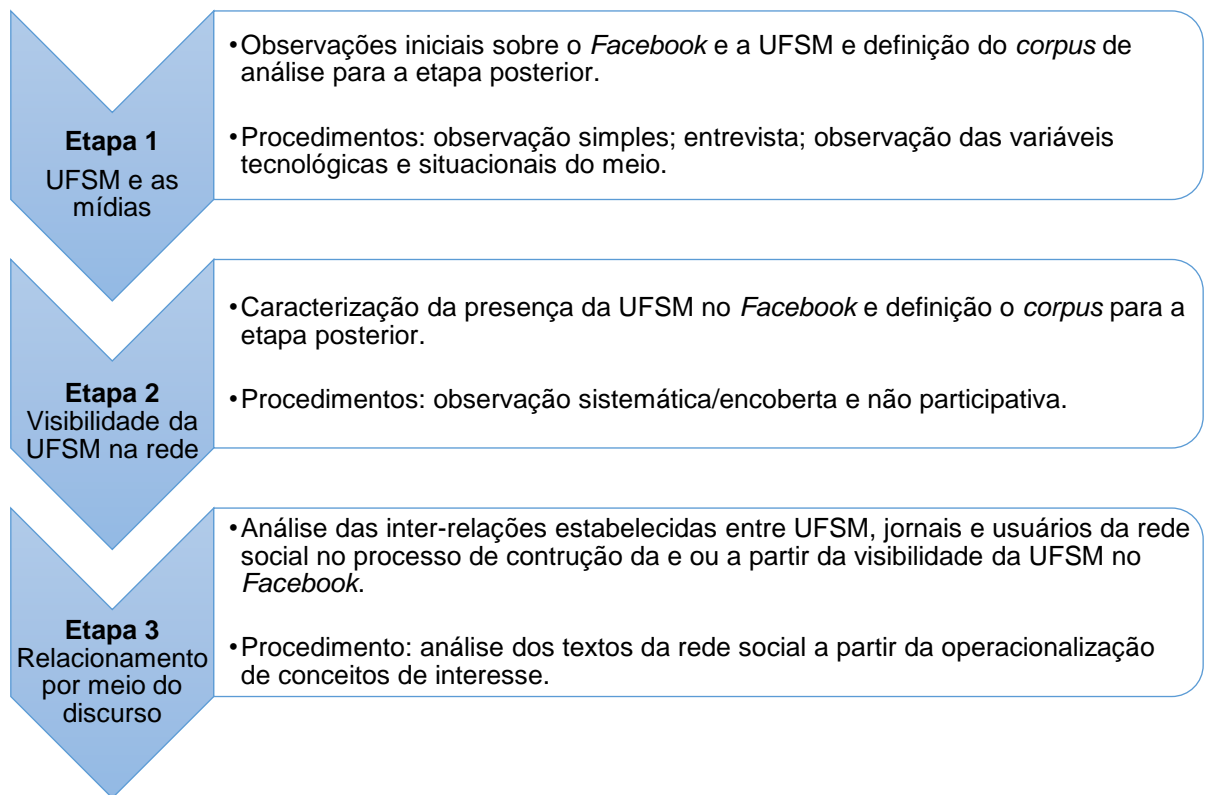 Etapa 1
UFSM e as
mídias
•Observações iniciais sobre o Facebook e a UFSM e definição do corpus de
análise para a etapa posterior.
•Procedimentos: observação simples; entrevista; observação das variáveis
tecnológicas e situacionais do meio.
Etapa 2
Visibilidade da
UFSM na rede
•Caracterização da presença da UFSM no Facebook e definição o corpus para a
etapa posterior.
•Procedimentos: observação sistemática/encoberta e não participativa.
Etapa 3
Relacionamento
por meio do
discurso
•Análise das inter-relações estabelecidas entre UFSM, jornais e usuários da rede
social no processo de contrução da e ou a partir da visibilidade da UFSM no
Facebook.
•Procedimento: análise dos textos da rede social a partir da operacionalização
de conceitos de interesse.